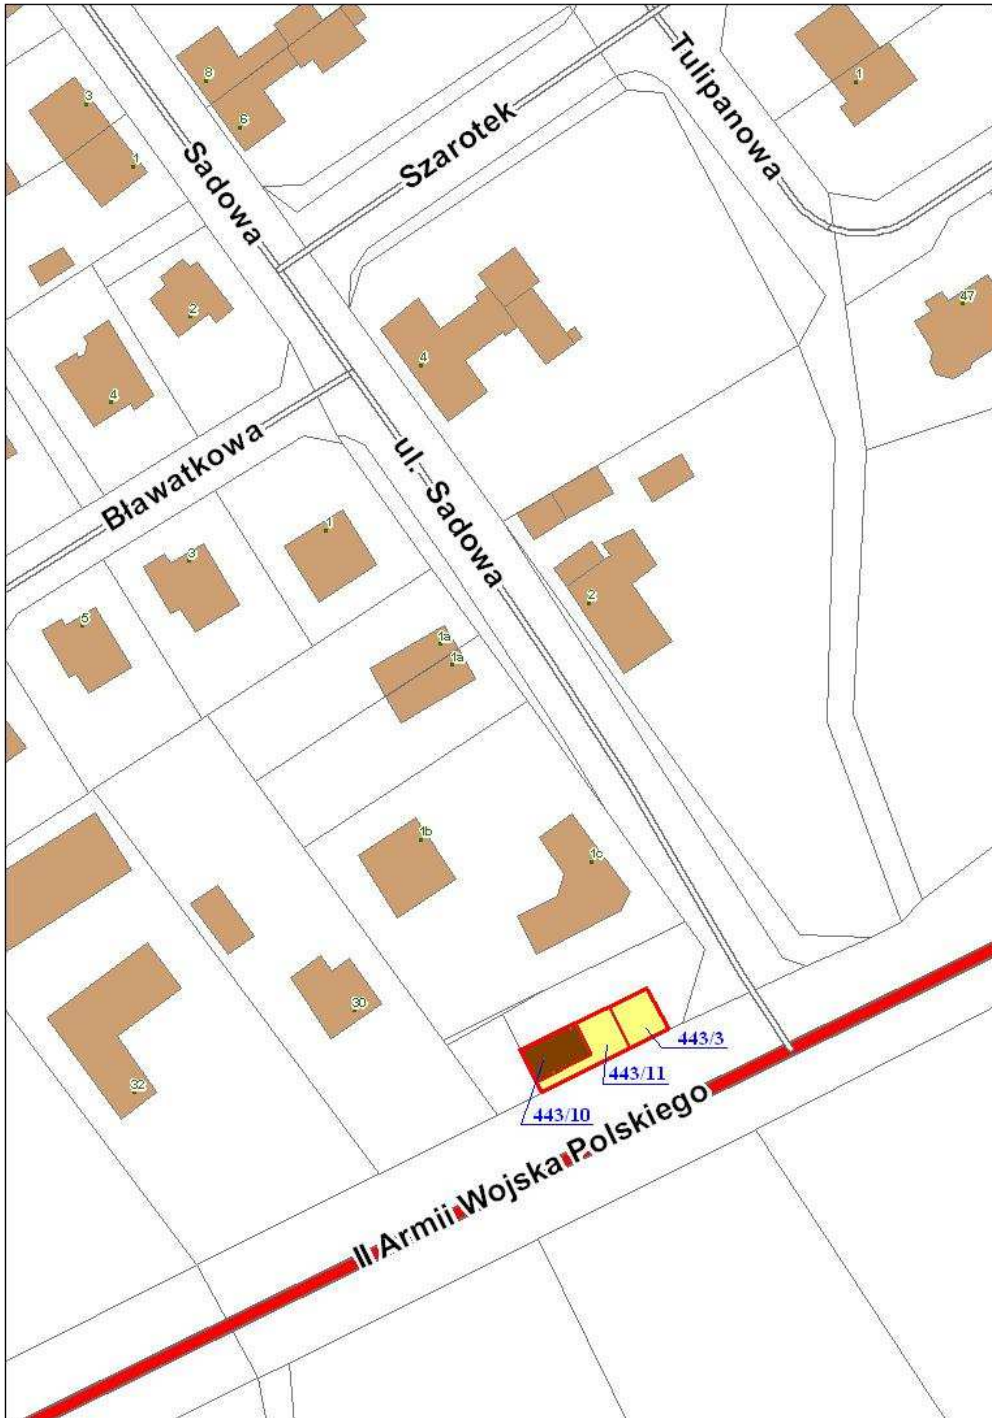 8
3
1
6
Sadowa
Szarotek
Tulipanowa
1
2
4
4
47
Bławatkowa
ul. Sadowa
1
3
5
2
1a
1a
1b
1c
30
32
443/3
443/11
443/10
II Armii Wojska Polskiego